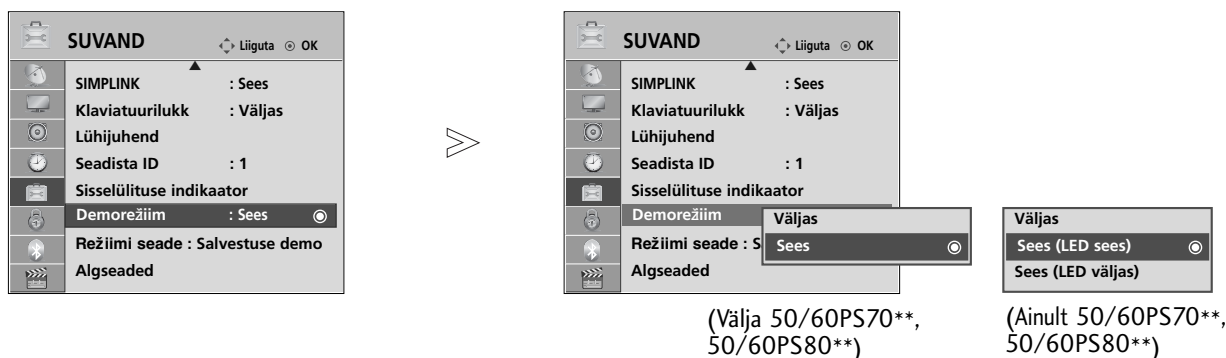 SUVAND Liiguta OK
SIMPLINK : Sees
Klaviatuurilukk : Väljas
Lühijuhend
Seadista ID : 1
Sisselülituse indikaator
Demorežiim : Sees
Režiimi seade : Salvestuse demo
Algseaded
SUVAND Liiguta OK
SIMPLINK : Sees
Klaviatuurilukk : Väljas
Lühijuhend
Seadista ID : 1
Sisselülituse indikaator
Demorežiim
Režiimi seade : S
Algseaded
Väljas
Sees
(Välja 50/60PS70**,
50/60PS80**)
Väljas
Sees (LED sees)
Sees (LED väljas)
(Ainult 50/60PS70**,
50/60PS80**)